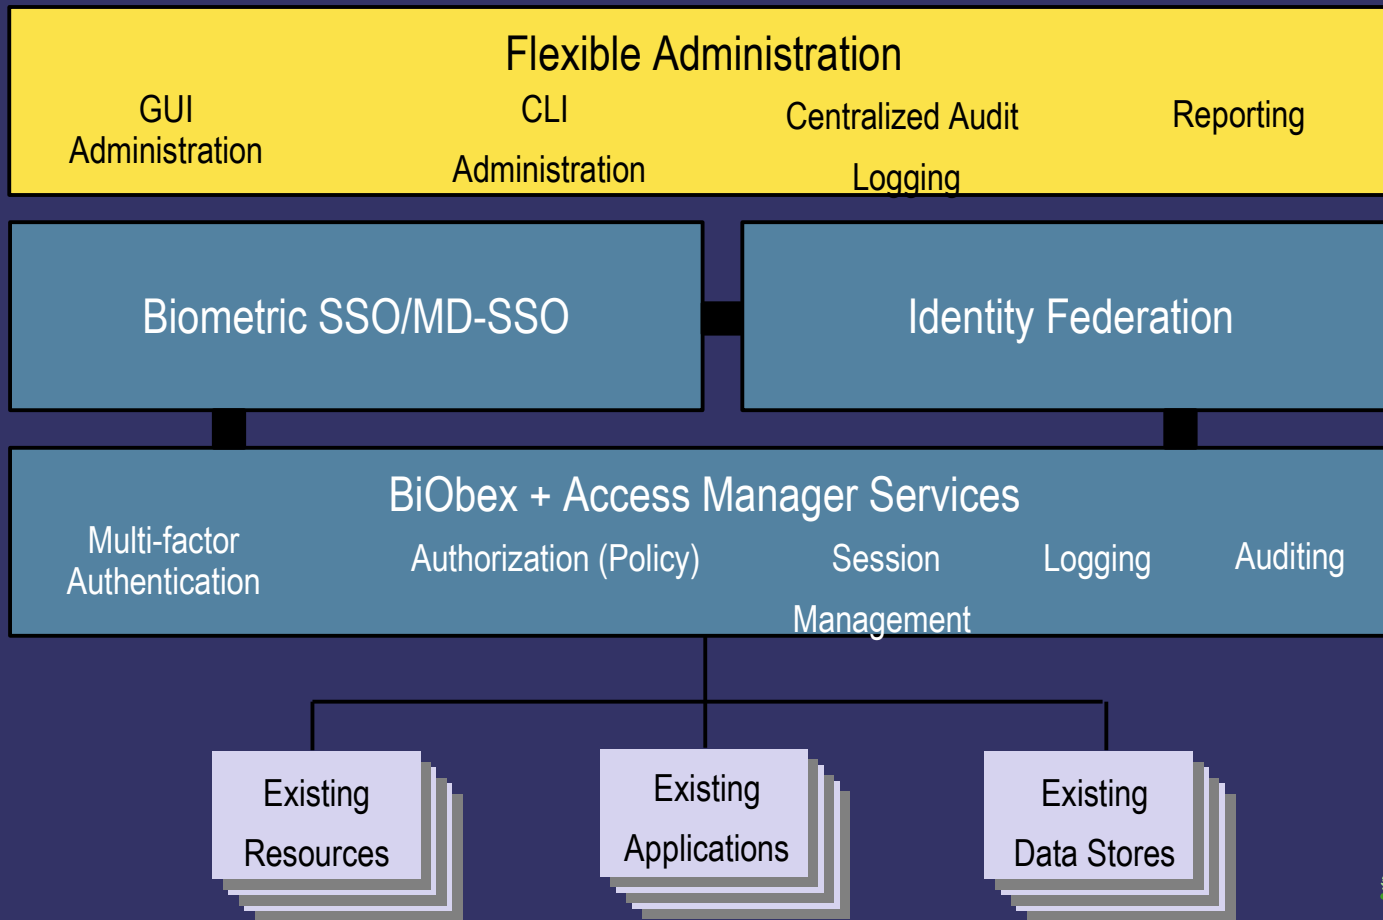 Flexible Administration
GUI
Administration
CLI
Administration
Centralized Audit
Logging
Reporting
Biometric SSO/MD-SSO
Identity Federation
BiObex + Access Manager Services
Multi-factor
Authentication
Authorization (Policy)
Session
Management
Logging
Auditing
Existing
Resources
Existing
Applications
Existing
Data Stores